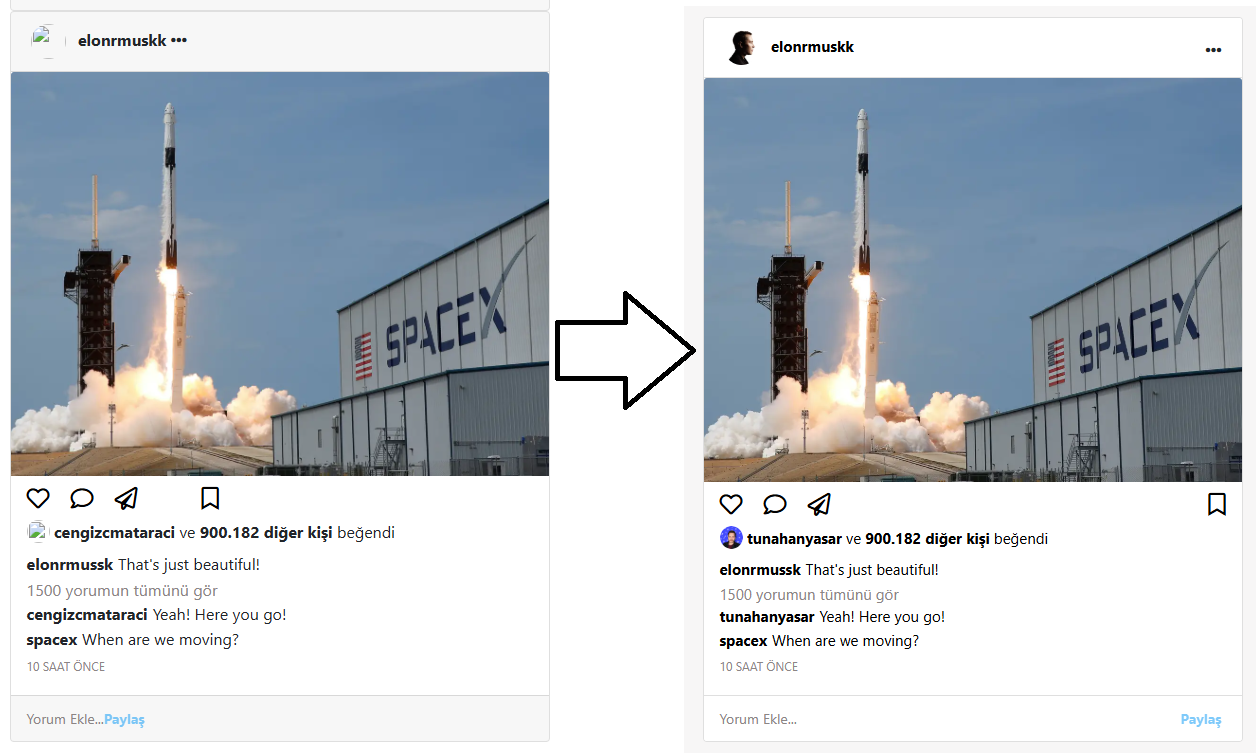 elonrmuskk •••
SPACEX
cengizcmataraci ve 900.182 diğer kişi beğendi
elonrmussk That's just beautiful!
1500 yorumun tümünü gör
cengizcmataraci Yeah! Here you go!
spacex When are we moving?
10 SAAT ÖNCE
Yorum Ekle...Paylaş
elonrmuskk •••
SPACEX
tunahanyasar ve 900.182 diğer kişi beğendi
elonrmussk That's just beautiful!
1500 yorumun tümünü gör
tunahanyasar Yeah! Here you go!
spacex When are we moving?
10 SAAT ÖNCE
Yorum Ekle... Paylaş